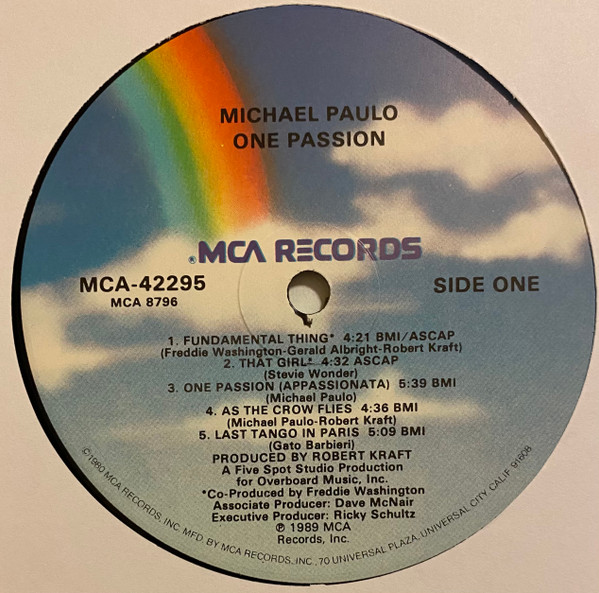 MICHAEL PAULO
ONE PASSION
®MCA RECORDS
MCA-42295
MCA 8796
SIDE ONE
1. FUNDAMENTAL THING* 4:21 BMI/ASCAP
(Freddie Washington-Gerald Albright-Robert Kraft)
2. THAT GIRL* 4:32 ASCAP
(Stevie Wonder)
3. ONE PASSION (APPASSIONATA) 5:39 BMI
(Michael Paulo)
4. AS THE CROW FLIES 4:36 BMI
(Michael Paulo-Robert Kraft)
5. LAST TANGO IN PARIS 5:09 BMI
(Gato Barbieri)
PRODUCED BY ROBERT KRAFT
A Five Spot Studio Production
for Overboard Music, Inc.
*Co-Produced by Freddie Washington
Associate Producer: Dave McNair
Executive Producer: Ricky Schultz
℗ 1989 MCA
Records, Inc.
©1980 MCA RECORDS, INC. MFD. BY MCA RECORDS, INC., 70 UNIVERSAL PLAZA, UNIVERSAL CITY, CALIF. 91608